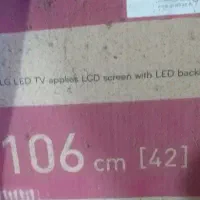 LG LED TV applies LCD screen with LED back
106 cm [42]